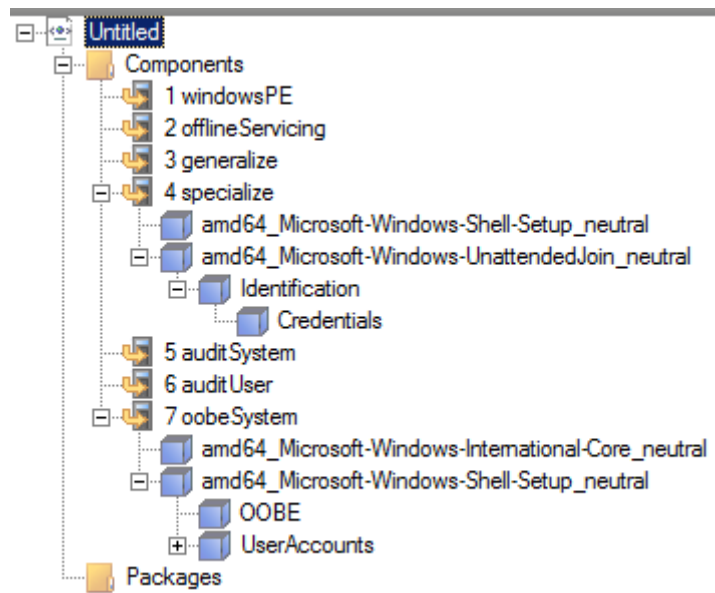 Untitled
Components
1 windowsPE
2 offlineServicing
3 generalize
4 specialize
amd64_Microsoft-Windows-Shell-Setup_neutral
amd64_Microsoft-Windows-UnattendedJoin_neutral
Identification
Credentials
5 auditSystem
6 auditUser
7 oobeSystem
amd64_Microsoft-Windows-International-Core_neutral
amd64_Microsoft-Windows-Shell-Setup_neutral
OOBE
UserAccounts
Packages